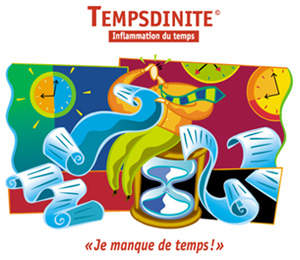 TEMPSDINITE©
Inflammation du temps
«Je manque de temps!»